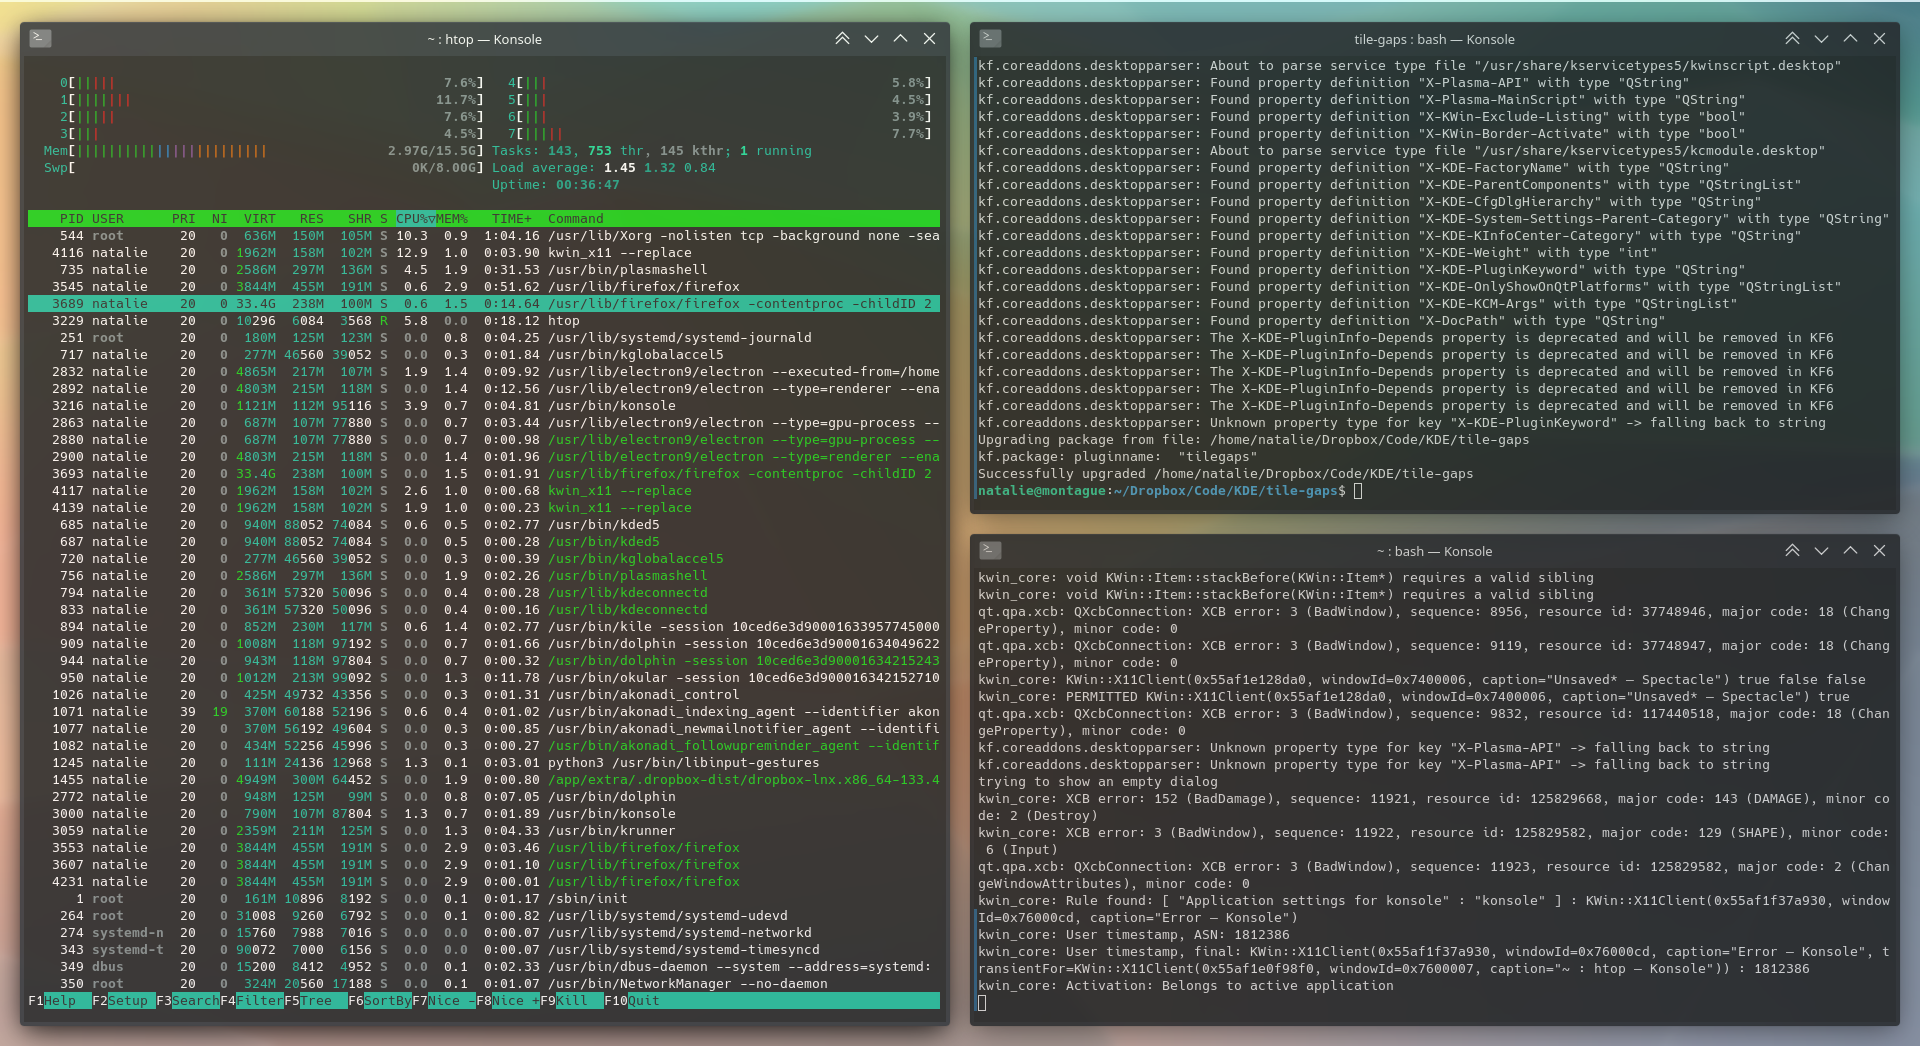 ~ : htop — Konsole
0[||||| 7.6%] 4[||| 5.8%]
1[||||||| 11.7%] 5[||| 4.5%]
2[||||| 7.6%] 6[||| 3.9%]
3[||| 4.5%] 7[||||| 7.7%]
Mem[|||||||||||||||||||||||| 2.97G/15.5G] Tasks: 143, 753 thr, 145 kthr; 1 running
Swp[ 0K/8.00G] Load average: 1.45 1.32 0.84
Uptime: 00:36:47
PID USER PRI NI VIRT RES SHR S CPU%▽MEM% TIME+ Command
544 root 20 0 636M 150M 105M S 10.3 0.9 1:04.16 /usr/lib/Xorg -nolisten tcp -background none -sea
4116 natalie 20 0 1962M 158M 102M S 12.9 1.0 0:03.90 kwin_x11 --replace
735 natalie 20 0 2586M 297M 136M S 4.5 1.9 0:31.53 /usr/bin/plasmashell
3545 natalie 20 0 3844M 455M 191M S 0.6 2.9 0:51.62 /usr/lib/firefox/firefox
3689 natalie 20 0 33.4G 238M 100M S 0.6 1.5 0:14.64 /usr/lib/firefox/firefox -contentproc -childID 2
3229 natalie 20 0 10296 6084 3568 R 5.8 0.0 0:18.12 htop
251 root 20 0 180M 125M 123M S 0.0 0.8 0:04.25 /usr/lib/systemd/systemd-journald
717 natalie 20 0 277M 46560 39052 S 0.0 0.3 0:01.84 /usr/bin/kglobalaccel5
2832 natalie 20 0 4865M 217M 107M S 1.9 1.4 0:09.92 /usr/lib/electron9/electron --executed-from=/home
2892 natalie 20 0 4803M 215M 118M S 0.0 1.4 0:12.56 /usr/lib/electron9/electron --type=renderer --ena
3216 natalie 20 0 1121M 112M 95116 S 3.9 0.7 0:04.81 /usr/bin/konsole
2863 natalie 20 0 687M 107M 77880 S 0.0 0.7 0:03.44 /usr/lib/electron9/electron --type=gpu-process --
2880 natalie 20 0 687M 107M 77880 S 0.0 0.7 0:00.98 /usr/lib/electron9/electron --type=gpu-process --
2900 natalie 20 0 4803M 215M 118M S 0.0 1.4 0:01.96 /usr/lib/electron9/electron --type=renderer --ena
3693 natalie 20 0 33.4G 238M 100M S 0.0 1.5 0:01.91 /usr/lib/firefox/firefox -contentproc -childID 2
4117 natalie 20 0 1962M 158M 102M S 2.6 1.0 0:00.68 kwin_x11 --replace
4139 natalie 20 0 1962M 158M 102M S 1.9 1.0 0:00.23 kwin_x11 --replace
685 natalie 20 0 940M 88052 74084 S 0.6 0.5 0:02.77 /usr/bin/kded5
687 natalie 20 0 940M 88052 74084 S 0.0 0.5 0:00.28 /usr/bin/kded5
720 natalie 20 0 277M 46560 39052 S 0.0 0.3 0:00.39 /usr/bin/kglobalaccel5
756 natalie 20 0 2586M 297M 136M S 0.0 1.9 0:02.26 /usr/bin/plasmashell
794 natalie 20 0 361M 57320 50096 S 0.0 0.4 0:00.28 /usr/lib/kdeconnectd
833 natalie 20 0 361M 57320 50096 S 0.0 0.4 0:00.16 /usr/lib/kdeconnectd
894 natalie 20 0 852M 230M 117M S 0.6 1.4 0:02.77 /usr/bin/kile -session 10ced6e3d90001633957745000
909 natalie 20 0 1008M 118M 97192 S 0.0 0.7 0:01.66 /usr/bin/dolphin -session 10ced6e3d90001634049622
944 natalie 20 0 943M 118M 97804 S 0.0 0.7 0:00.32 /usr/bin/dolphin -session 10ced6e3d90001634215243
950 natalie 20 0 1012M 213M 99092 S 0.0 1.3 0:11.78 /usr/bin/okular -session 10ced6e3d900016342152710
1026 natalie 20 0 425M 49732 43356 S 0.0 0.3 0:01.31 /usr/bin/akonadi_control
1071 natalie 39 19 370M 60188 52196 S 0.6 0.4 0:01.02 /usr/bin/akonadi_indexing_agent --identifier akon
1077 natalie 20 0 370M 56192 49604 S 0.0 0.3 0:00.85 /usr/bin/akonadi_newmailnotifier_agent --identifi
1082 natalie 20 0 434M 52256 45996 S 0.0 0.3 0:00.27 /usr/bin/akonadi_followupreminder_agent --identif
1245 natalie 20 0 111M 24136 12968 S 1.3 0.1 0:03.01 python3 /usr/bin/libinput-gestures
1455 natalie 20 0 4949M 300M 64452 S 0.0 1.9 0:00.80 /app/extra/.dropbox-dist/dropbox-lnx.x86_64-133.4
2772 natalie 20 0 948M 125M 99M S 0.0 0.8 0:07.05 /usr/bin/dolphin
3000 natalie 20 0 790M 107M 87804 S 1.3 0.7 0:01.89 /usr/bin/konsole
3059 natalie 20 0 2359M 211M 125M S 0.0 1.3 0:04.33 /usr/bin/krunner
3553 natalie 20 0 3844M 455M 191M S 0.0 2.9 0:03.46 /usr/lib/firefox/firefox
3607 natalie 20 0 3844M 455M 191M S 0.0 2.9 0:01.10 /usr/lib/firefox/firefox
4231 natalie 20 0 3844M 455M 191M S 0.0 2.9 0:00.01 /usr/lib/firefox/firefox
1 root 20 0 161M 10896 8192 S 0.0 0.1 0:01.15 /sbin/init
264 root 20 0 31008 9260 6792 S 0.0 0.1 0:00.82 /usr/lib/systemd/systemd-udevd
274 systemd-n 20 0 15760 7988 7016 S 0.0 0.0 0:00.07 /usr/lib/systemd/systemd-networkd
343 systemd-t 20 0 90072 7000 6156 S 0.0 0.0 0:00.07 /usr/lib/systemd/systemd-timesyncd
349 dbus 20 0 15200 8412 4952 S 0.0 0.1 0:02.33 /usr/bin/dbus-daemon --system --address=systemd:
350 root 20 0 324M 20560 17188 S 0.0 0.1 0:01.07 /usr/bin/NetworkManager --no-daemon
F1Help F2Setup F3SearchF4FilterF5Tree F6SortByF7Nice -F8Nice +F9Kill F10Quit
tile-gaps : bash — Konsole
kf.coreaddons.desktopparser: About to parse service type file "/usr/share/kservicetypes5/kwinscript.desktop"
kf.coreaddons.desktopparser: Found property definition "X-Plasma-API" with type "QString"
kf.coreaddons.desktopparser: Found property definition "X-Plasma-MainScript" with type "QString"
kf.coreaddons.desktopparser: Found property definition "X-KWin-Exclude-Listing" with type "bool"
kf.coreaddons.desktopparser: Found property definition "X-KWin-Border-Activate" with type "bool"
kf.coreaddons.desktopparser: About to parse service type file "/usr/share/kservicetypes5/kcmodule.desktop"
kf.coreaddons.desktopparser: Found property definition "X-KDE-FactoryName" with type "QString"
kf.coreaddons.desktopparser: Found property definition "X-KDE-ParentComponents" with type "QStringList"
kf.coreaddons.desktopparser: Found property definition "X-CfgDlgHierarchy" with type "QString"
kf.coreaddons.desktopparser: Found property definition "X-KDE-System-Settings-Parent-Category" with type "QString"
kf.coreaddons.desktopparser: Found property definition "X-KDE-KInfoCenter-Category" with type "QString"
kf.coreaddons.desktopparser: Found property definition "X-KDE-Weight" with type "int"
kf.coreaddons.desktopparser: Found property definition "X-KDE-PluginKeyword" with type "QString"
kf.coreaddons.desktopparser: Found property definition "X-KDE-OnlyShowOnQtPlatforms" with type "QStringList"
kf.coreaddons.desktopparser: Found property definition "X-KDE-KCM-Args" with type "QStringList"
kf.coreaddons.desktopparser: Found property definition "X-DocPath" with type "QString"
kf.coreaddons.desktopparser: The X-KDE-PluginInfo-Depends property is deprecated and will be removed in KF6
kf.coreaddons.desktopparser: The X-KDE-PluginInfo-Depends property is deprecated and will be removed in KF6
kf.coreaddons.desktopparser: The X-KDE-PluginInfo-Depends property is deprecated and will be removed in KF6
kf.coreaddons.desktopparser: The X-KDE-PluginInfo-Depends property is deprecated and will be removed in KF6
kf.coreaddons.desktopparser: The X-KDE-PluginInfo-Depends property is deprecated and will be removed in KF6
kf.coreaddons.desktopparser: Unknown property type for key "X-KDE-PluginKeyword" -> falling back to string
Upgrading package from file: /home/natalie/Dropbox/Code/KDE/tile-gaps
kf.package: pluginname: "tilegaps"
Successfully upgraded /home/natalie/Dropbox/Code/KDE/tile-gaps
natalie@montague:~/Dropbox/Code/KDE/tile-gaps$
~ : bash — Konsole
kwin_core: void KWin::Item::stackBefore(KWin::Item*) requires a valid sibling
kwin_core: void KWin::Item::stackBefore(KWin::Item*) requires a valid sibling
qt.qpa.xcb: QXcbConnection: XCB error: 3 (BadWindow), sequence: 8956, resource id: 37748946, major code: 18 (Chang
eProperty), minor code: 0
qt.qpa.xcb: QXcbConnection: XCB error: 3 (BadWindow), sequence: 9119, resource id: 37748947, major code: 18 (Chang
eProperty), minor code: 0
kwin_core: KWin::X11Client(0x55af1e128da0, windowId=0x7400006, caption="Unsaved* — Spectacle") true false false
kwin_core: PERMITTED KWin::X11Client(0x55af1e128da0, windowId=0x7400006, caption="Unsaved* — Spectacle") true
qt.qpa.xcb: QXcbConnection: XCB error: 3 (BadWindow), sequence: 9832, resource id: 117440518, major code: 18 (Chan
geProperty), minor code: 0
kf.coreaddons.desktopparser: Unknown property type for key "X-Plasma-API" -> falling back to string
kf.coreaddons.desktopparser: Unknown property type for key "X-Plasma-API" -> falling back to string
trying to show an empty dialog
kwin_core: XCB error: 152 (BadDamage), sequence: 11921, resource id: 125829668, major code: 143 (DAMAGE), minor co
de: 2 (Destroy)
kwin_core: XCB error: 3 (BadWindow), sequence: 11922, resource id: 125829582, major code: 129 (SHAPE), minor code:
6 (Input)
qt.qpa.xcb: QXcbConnection: XCB error: 3 (BadWindow), sequence: 11923, resource id: 125829582, major code: 2 (Chan
geWindowAttributes), minor code: 0
kwin_core: Rule found: [ "Application settings for konsole" : "konsole" ] : KWin::X11Client(0x55af1f37a930, window
Id=0x76000cd, caption="Error — Konsole")
kwin_core: User timestamp, ASN: 1812386
kwin_core: User timestamp, final: KWin::X11Client(0x55af1f37a930, windowId=0x76000cd, caption="Error — Konsole", t
ransientFor=KWin::X11Client(0x55af1e0f98f0, windowId=0x7600007, caption="~ : htop — Konsole")) : 1812386
kwin_core: Activation: Belongs to active application